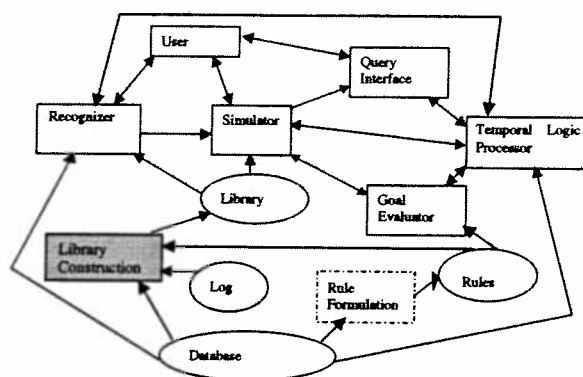 User
Query
Interface
Recognizer
Simulator
Temporal Logic
Processor
Library
Goal
Evaluator
Library
Construction
Log
Rule
Formulation
Rules
Database